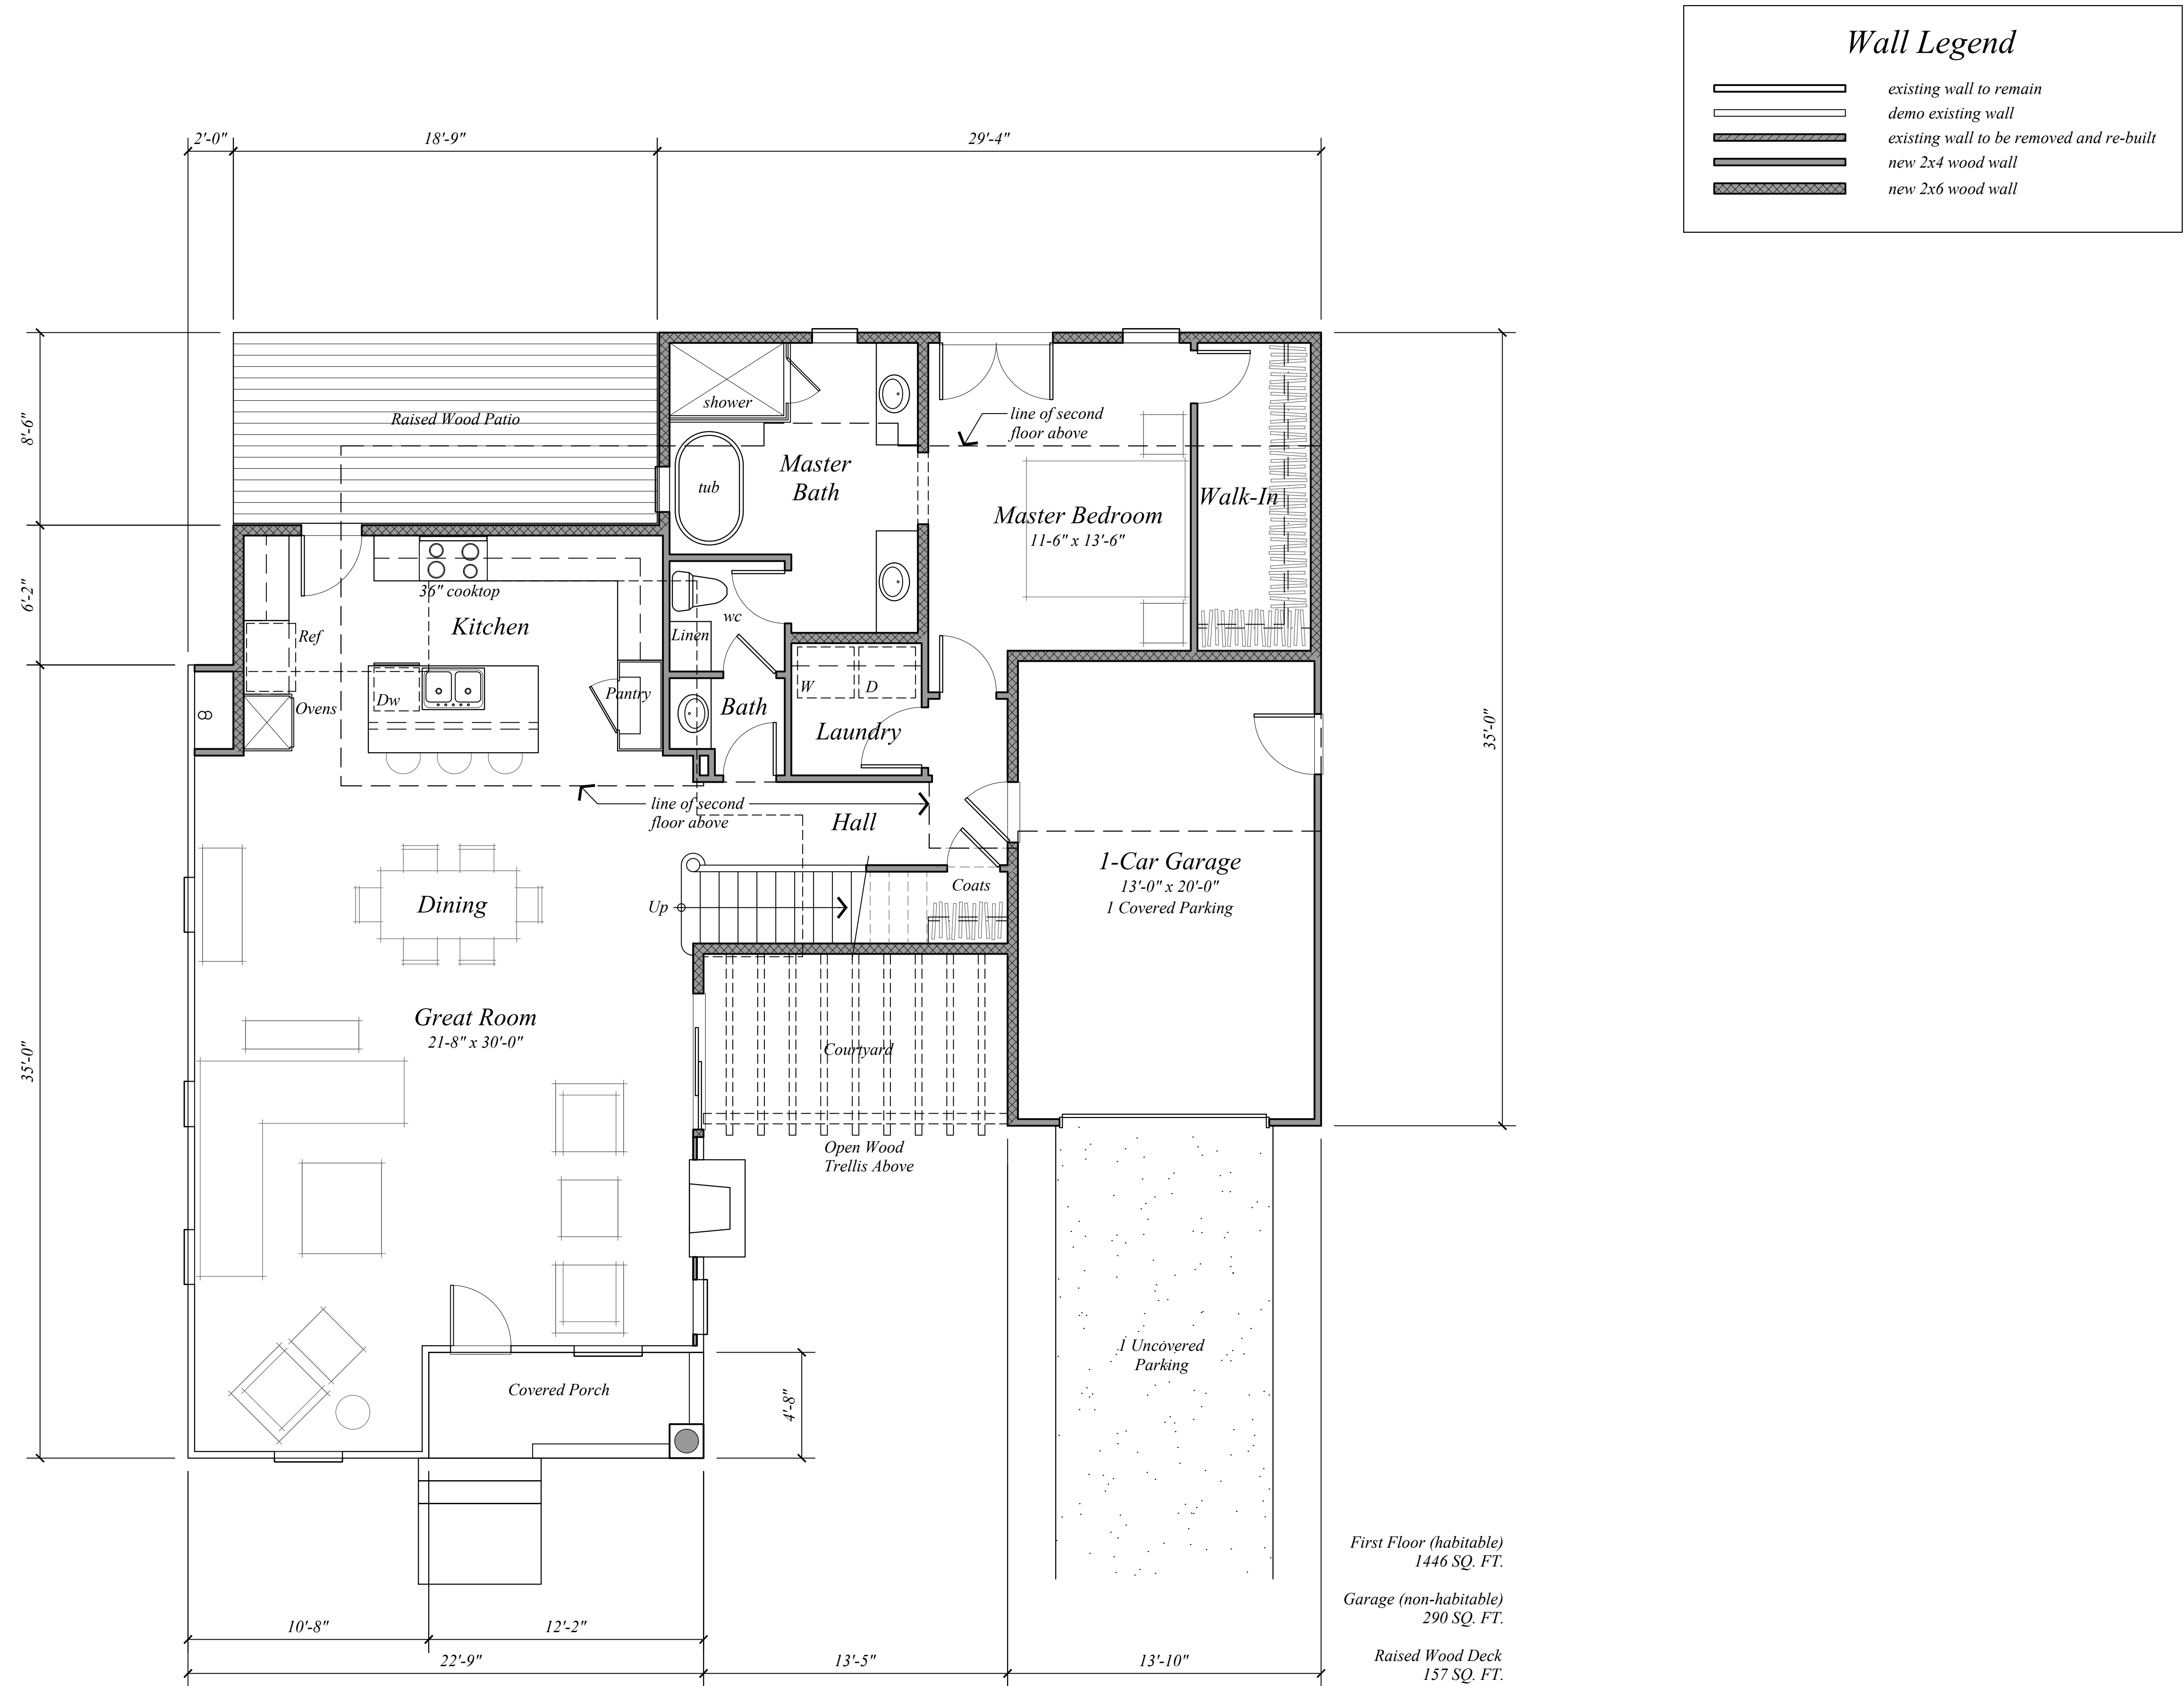 Wall Legend
existing wall to remain
demo existing wall
existing wall to be removed and re-built
new 2x4 wood wall
new 2x6 wood wall
2'-0"
18'-9"
29'-4"
8'-6"
6'-2"
35'-0"
35'-0"
Raised Wood Patio
shower
line of second
floor above
tub
Master
Bath
Walk-In
Master Bedroom
11-6" x 13'-6"
36" cooktop
Kitchen
wc
Linen
Ref
Ovens
Dw
Pantry
Bath
W
D
Laundry
line of second
floor above
Hall
1-Car Garage
13'-0" x 20'-0"
1 Covered Parking
Coats
Dining
Up
Great Room
21-8" x 30'-0"
Courtyard
Open Wood
Trellis Above
1 Uncovered
Parking
Covered Porch
4'-8"
First Floor (habitable)
1446 SQ. FT.
Garage (non-habitable)
290 SQ. FT.
Raised Wood Deck
157 SQ. FT.
10'-8"
12'-2"
22'-9"
13'-5"
13'-10"